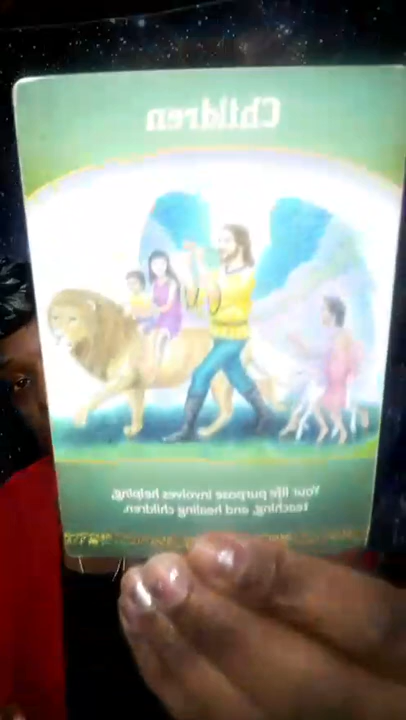 Children
Your life purpose involves helping,
teaching, and healing children.